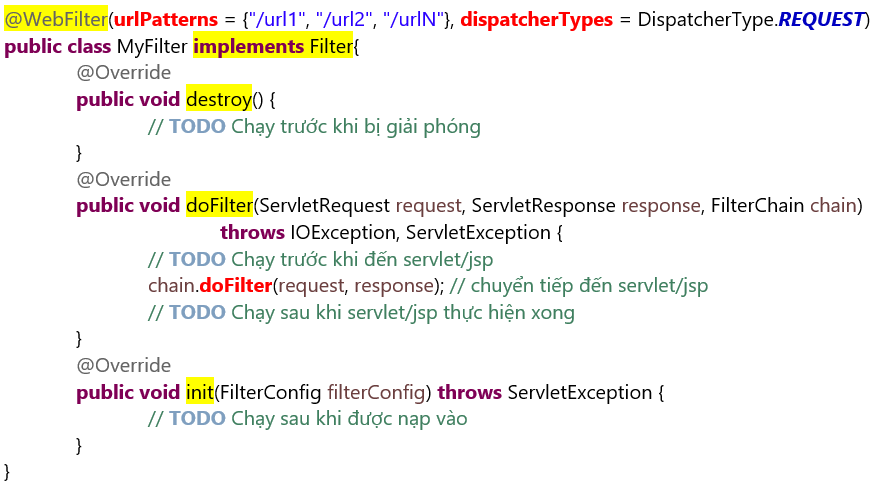 @WebFilter(urlPatterns = {"/url1", "/url2", "/urlN"}, dispatcherTypes = DispatcherType.REQUEST)
public class MyFilter implements Filter{
@Override
public void destroy() {
// TODO Chạy trước khi bị giải phóng
}
@Override
public void doFilter(ServletRequest request, ServletResponse response, FilterChain chain)
throws IOException, ServletException {
// TODO Chạy trước khi đến servlet/jsp
chain.doFilter(request, response); // chuyển tiếp đến servlet/jsp
// TODO Chạy sau khi servlet/jsp thực hiện xong
}
@Override
public void init(FilterConfig filterConfig) throws ServletException {
// TODO Chạy sau khi được nạp vào
}
}